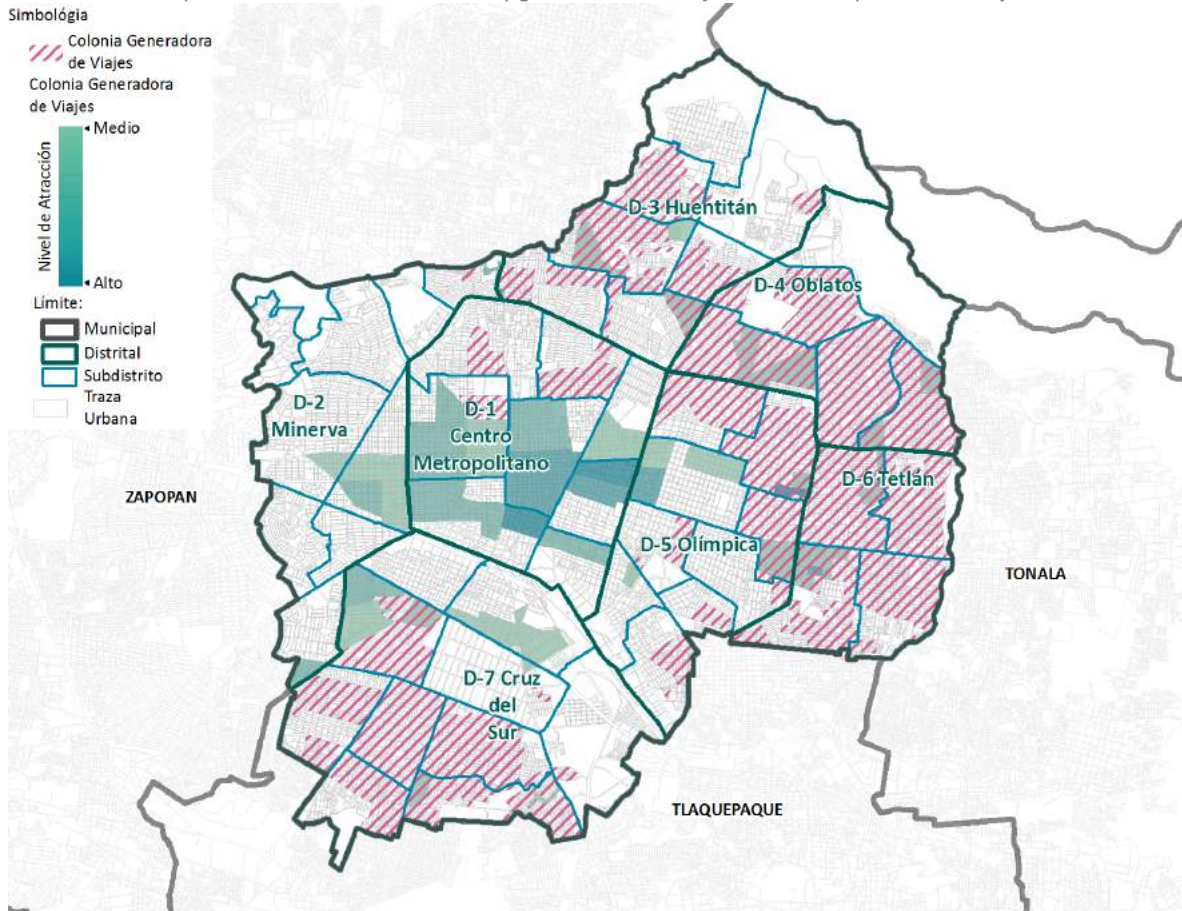 Simbológia
Colonia Generadora
de Viajes
Colonia Generadora
de Viajes
Nivel de Atracción
Medio
Alto
Límite:
Municipal
Distrital
Subdistrito
Traza
Urbana
D-3 Huentitán
D-4 Oblatos
D-2
Minerva
D-1
Centro
Metropolitano
D-6 Tetlán
ZAPOPAN
D-5 Olímpica
TONALA
D-7 Cruz
del
Sur
TLAQUEPAQUE